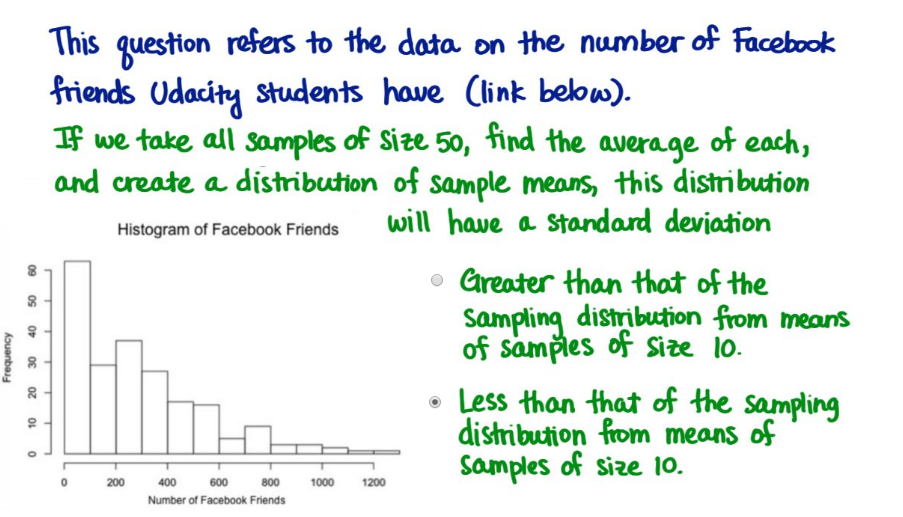 This question refers to the data on the number of Facebook
friends Udacity students have (link below).
If we take all samples of size 50, find the average of each,
and create a distribution of sample means, this distribution
will have a standard deviation
Histogram of Facebook Friends
Greater than that of the
sampling distribution from means
of samples of size 10.
Less than that of the sampling
distribution from means of
samples of size 10.
Frequency
60
50
40
30
20
10
0
0 200 400 600 800 1000 1200
Number of Facebook Friends